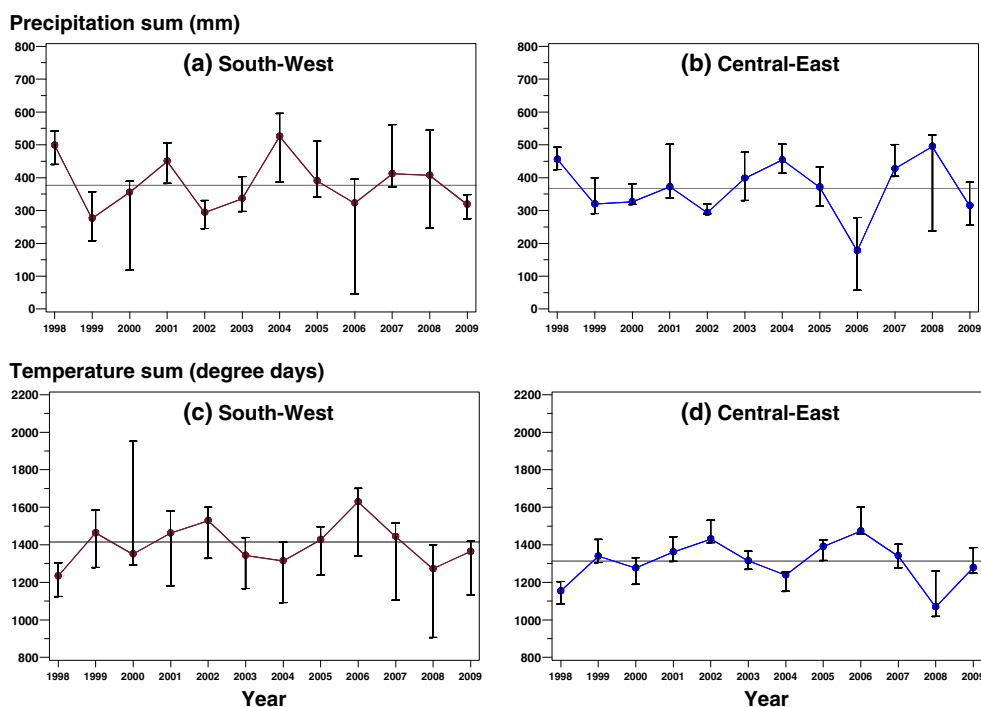 Precipitation sum (mm)
(a) South-West
(b) Central-East
800
700
600
500
400
300
200
100
0
800
700
600
500
400
300
200
100
0
1998 1999 2000 2001 2002 2003 2004 2005 2006 2007 2008 2009
1998 1999 2000 2001 2002 2003 2004 2005 2006 2007 2008 2009
Temperature sum (degree days)
(c) South-West
(d) Central-East
2200
2000
1800
1600
1400
1200
1000
800
2200
2000
1800
1600
1400
1200
1000
800
1998 1999 2000 2001 2002 2003 2004 2005 2006 2007 2008 2009
1998 1999 2000 2001 2002 2003 2004 2005 2006 2007 2008 2009
Year
Year